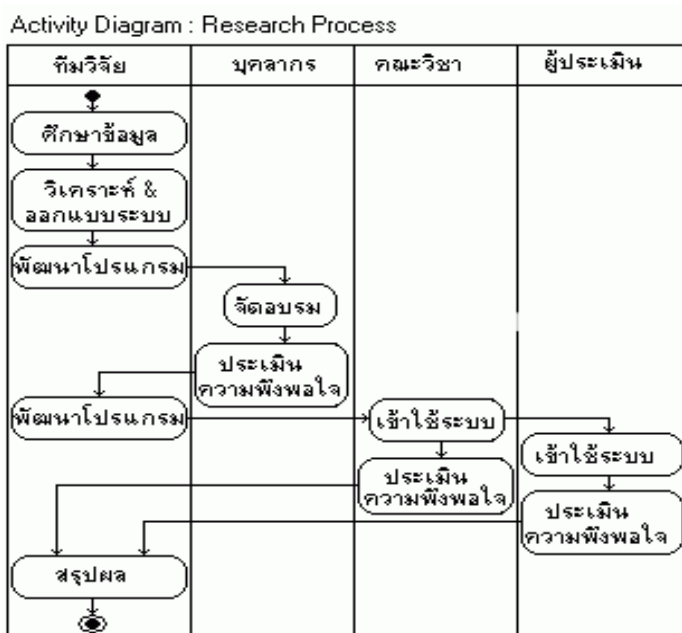 Activity Diagram : Research Process
ทีมวิจัย
บุคลากร
คณะวิชา
ผู้ประเมิน
ศึกษาข้อมูล
วิเคราะห์ &
ออกแบบระบบ
พัฒนาโปรแกรม
จัดอบรม
ประเมิน
ความพึงพอใจ
พัฒนาโปรแกรม
เข้าใช้ระบบ
เข้าใช้ระบบ
ประเมิน
ความพึงพอใจ
ประเมิน
ความพึงพอใจ
สรุปผล